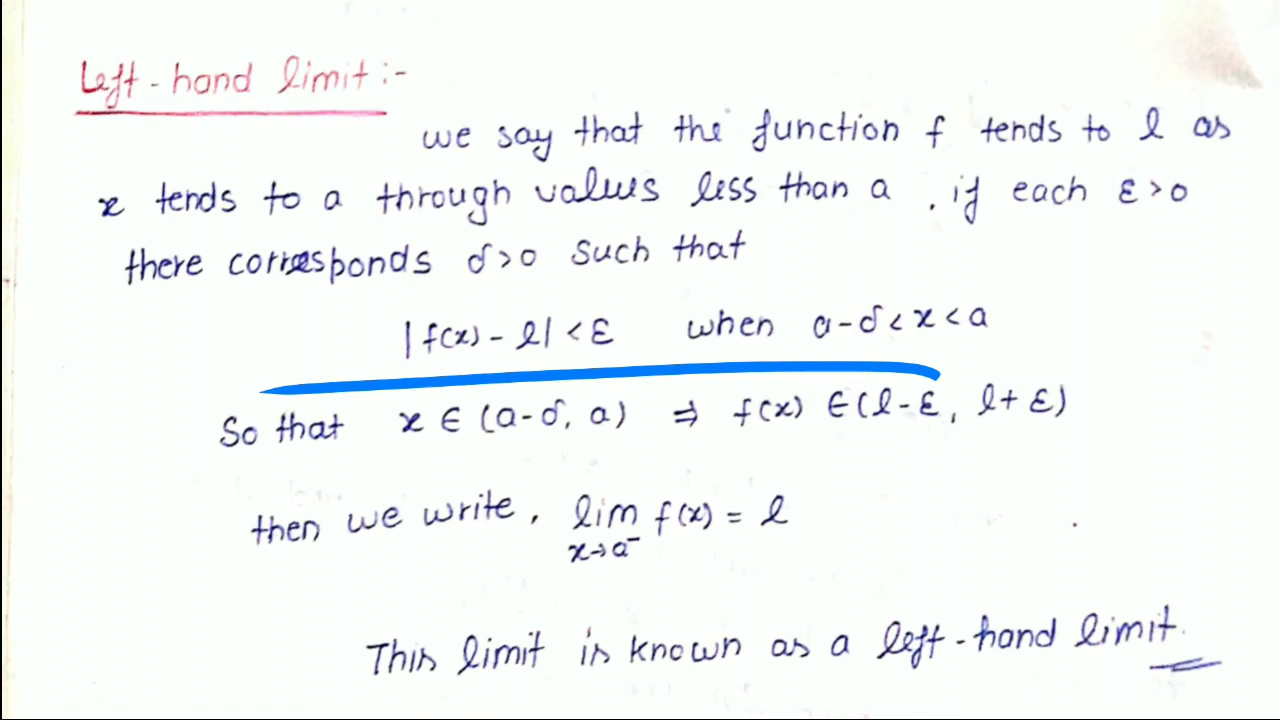 Left-hand limit:-
we say that the function f tends to l as
x tends to a through values less than a, if each ε>0
there corresponds δ>0 such that
|f(x)-l|<ε when a-δ<x<a
So that x ∈ (a-δ, a) ⇒ f(x) ∈ (l-ε, l+ε)
then we write, lim f(x) = l
x→a⁻
This limit is known as a left-hand limit.